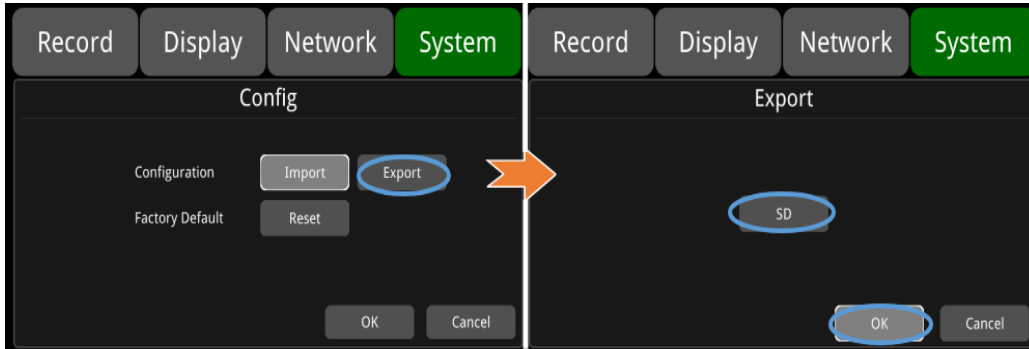 Record Display Network System
Config
Configuration Import Export
Factory Default Reset
OK Cancel
Record Display Network System
Export
SD
OK Cancel